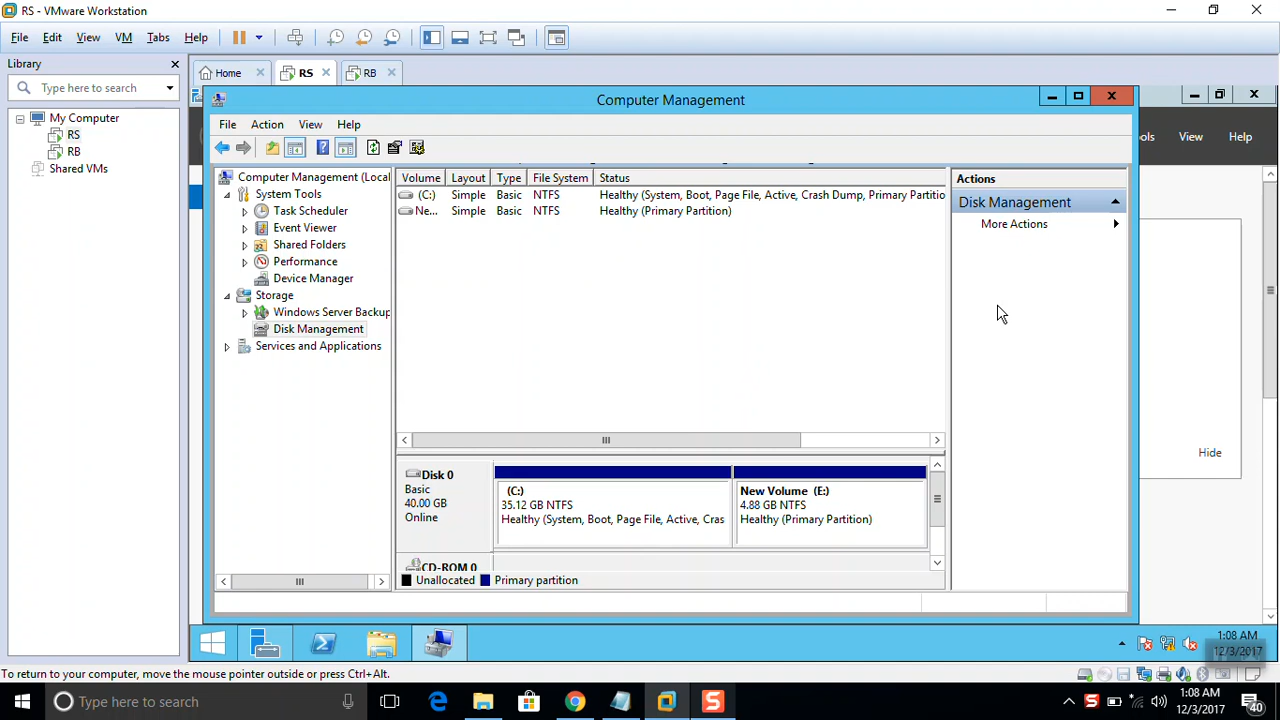 RS - VMware Workstation
File Edit View VM Tabs Help
Library
Type here to search
My Computer
RS
RB
Shared VMs
Home RS RB
Computer Management
File Action View Help
View Help
Computer Management (Local
System Tools
Task Scheduler
Event Viewer
Shared Folders
Performance
Device Manager
Storage
Windows Server Backup
Disk Management
Services and Applications
Volume Layout Type File System Status
(C:) Simple Basic NTFS Healthy (System, Boot, Page File, Active, Crash Dump, Primary Partitio
Ne... Simple Basic NTFS Healthy (Primary Partition)
Actions
Disk Management
More Actions
Hide
Disk 0
Basic
40.00 GB
Online
(C:)
35.12 GB NTFS
Healthy (System, Boot, Page File, Active, Cras
New Volume (E:)
4.88 GB NTFS
Healthy (Primary Partition)
CD-ROM 0
Unallocated Primary partition
1:08 AM
12/3/2017
To return to your computer, move the mouse pointer outside or press Ctrl+Alt.
Type here to search
1:08 AM
12/3/2017
40